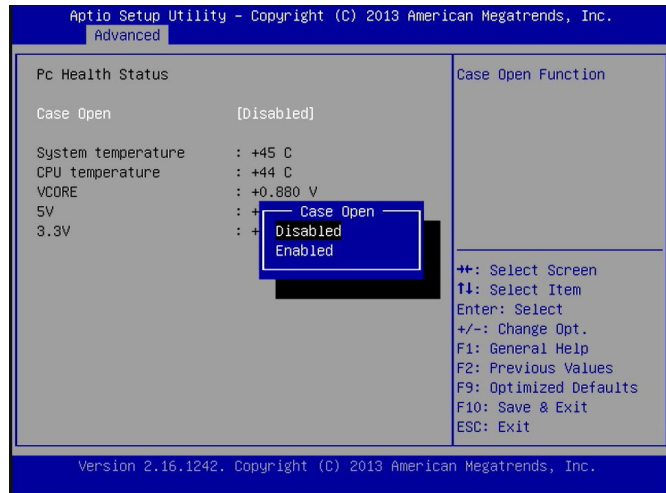 Aptio Setup Utility – Copyright (C) 2013 American Megatrends, Inc.
Advanced
Pc Health Status
Case Open Function
Case Open [Disabled]
System temperature : +45 C
CPU temperature : +44 C
VCORE : +0.880 V
5V : +
3.3V : +
Case Open
Disabled
Enabled
→←: Select Screen
↑↓: Select Item
Enter: Select
+/-: Change Opt.
F1: General Help
F2: Previous Values
F9: Optimized Defaults
F10: Save & Exit
ESC: Exit
Version 2.16.1242. Copyright (C) 2013 American Megatrends, Inc.